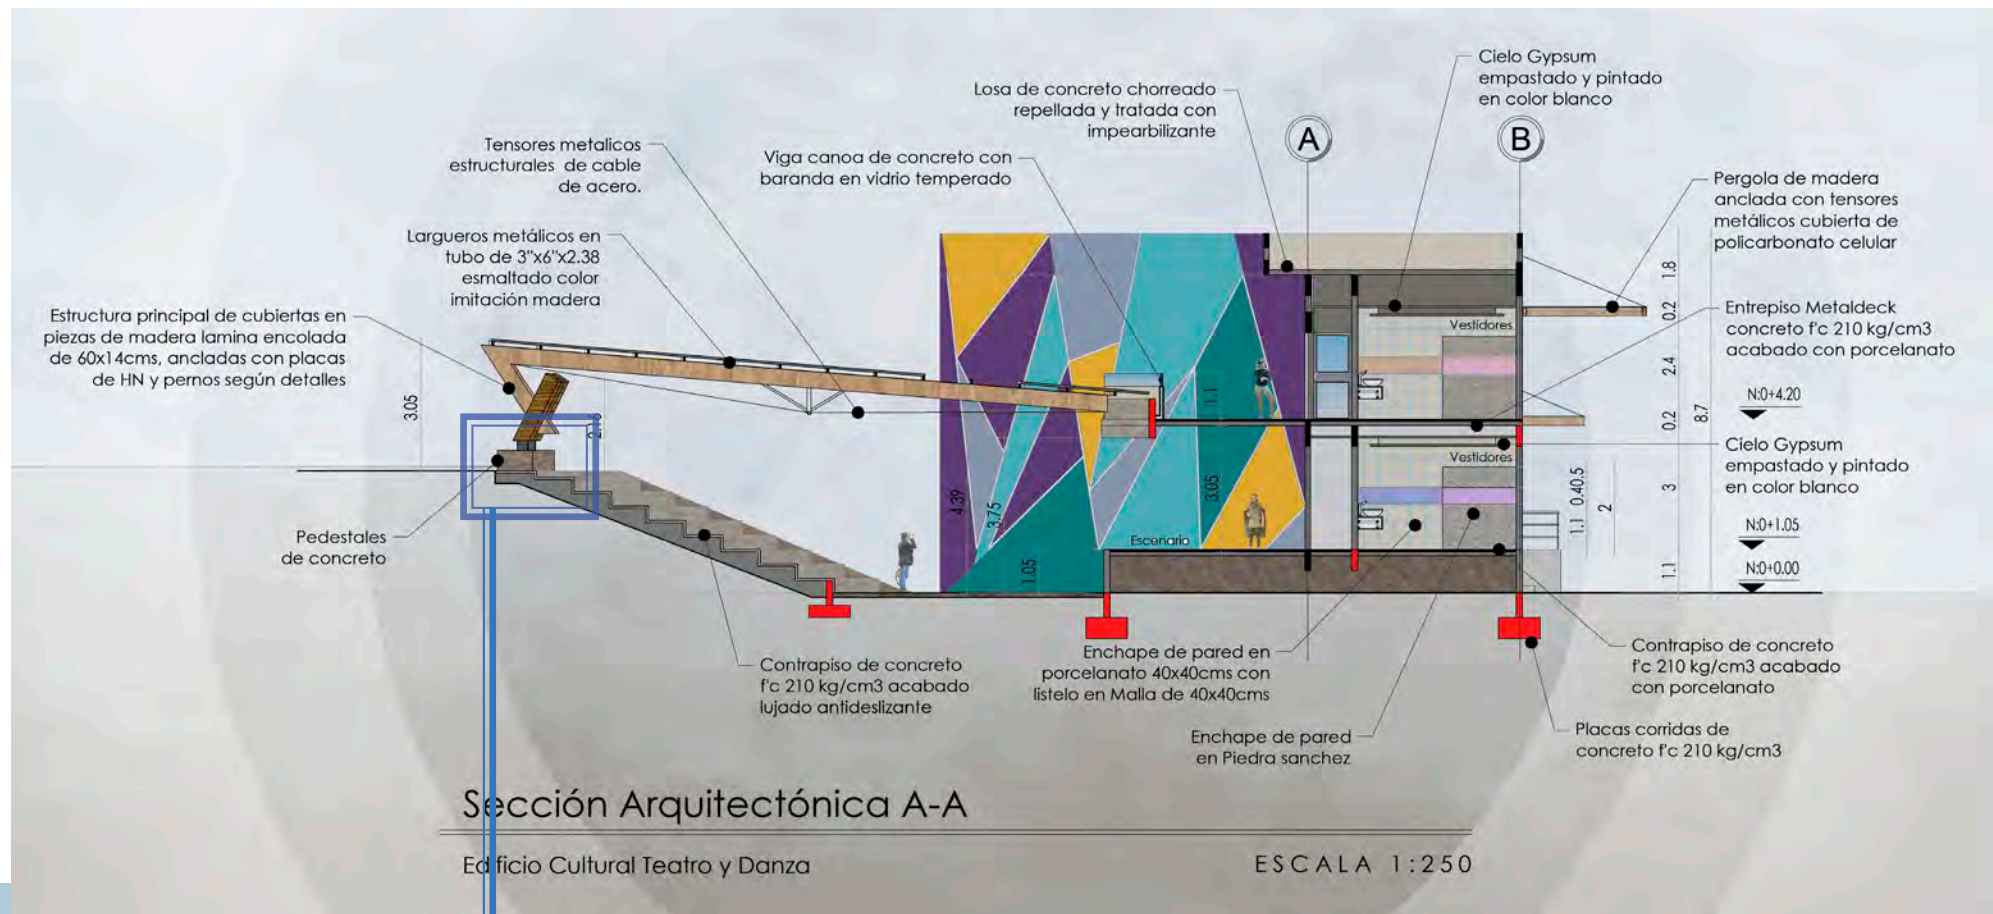 Cielo Gypsum
empastado y pintado
en color blanco
Losa de concreto chorreado
repellada y tratada con
impearbilizante
A
B
Tensores metalicos
estructurales de cable
de acero.
Viga canoa de concreto con
baranda en vidrio temperado
Pergola de madera
anclada con tensores
metálicos cubierta de
policarbonato celular
Largueros metálicos en
tubo de 3"x6"x2.38
esmaltado color
imitación madera
Estructura principal de cubiertas en
piezas de madera lamina encolada
de 60x14cms, ancladas con placas
de HN y pernos según detalles
Entrepiso Metaldeck
concreto f'c 210 kg/cm3
acabado con porcelanato
1.8
0.2
2.4
0.2
8.7
3
1.1
Vestidores
N:0+4.20
3.05
1.1
Cielo Gypsum
empastado y pintado
en color blanco
Vestidores
4.39
3.75
3.05
1.1 0.40.5
2
N:0+1.05
Pedestales
de concreto
Escenario
1.05
N:0+0.00
Contrapiso de concreto
f'c 210 kg/cm3 acabado
lujado antideslizante
Enchape de pared en
porcelanato 40x40cms con
listelo en Malla de 40x40cms
Contrapiso de concreto
f'c 210 kg/cm3 acabado
con porcelanato
Enchape de pared
en Piedra sanchez
Placas corridas de
concreto f'c 210 kg/cm3
Sección Arquitectónica A-A
Edificio Cultural Teatro y Danza
ESCALA 1:250